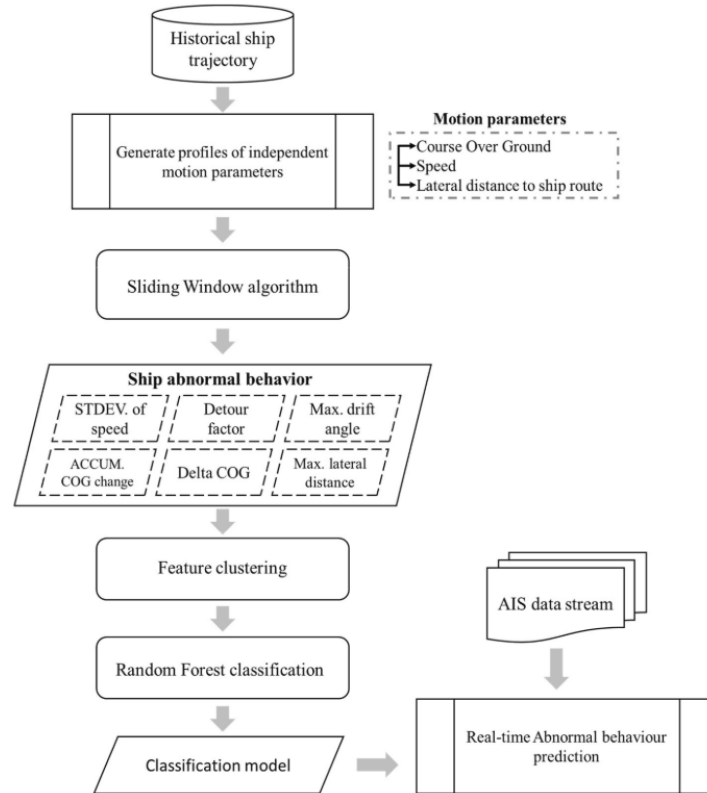 Historical ship
trajectory
Generate profiles of independent
motion parameters
Motion parameters
Course Over Ground
Speed
Lateral distance to ship route
Sliding Window algorithm
Ship abnormal behavior
STDEV. of
speed
Detour
factor
Max. drift
angle
ACCUM.
COG change
Delta COG
Max. lateral
distance
Feature clustering
AIS data stream
Random Forest classification
Real-time Abnormal behaviour
prediction
Classification model